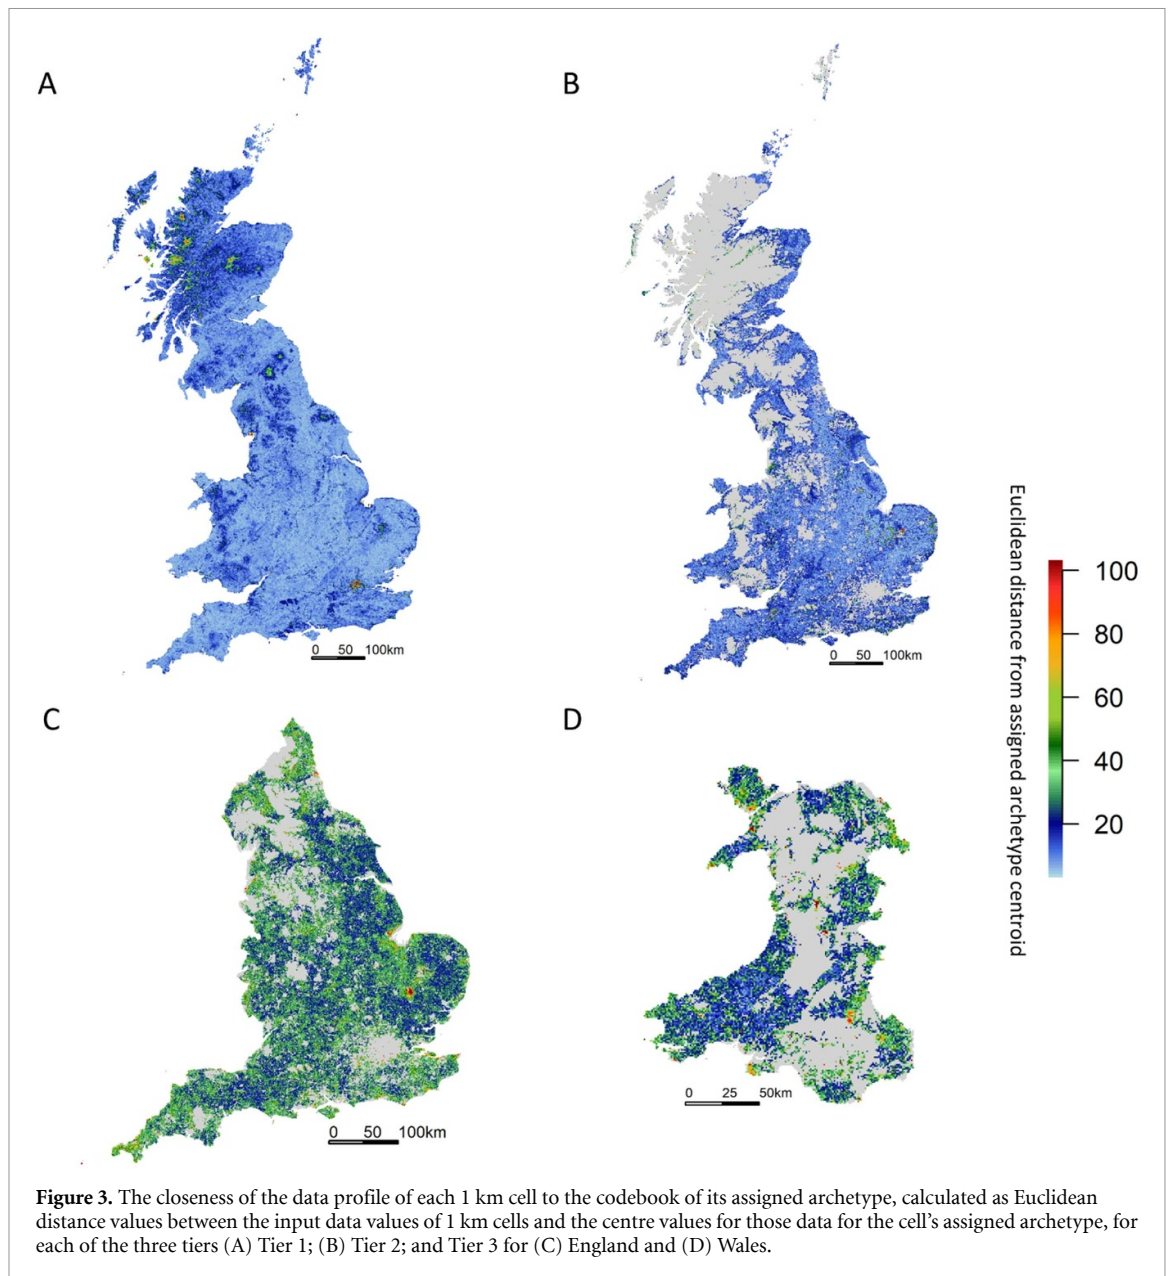 A
B
0 50 100km
0 50 100km
C
D
0 50 100km
0 25 50km
Euclidean distance from assigned archetype centroid
100
80
60
40
20
Figure 3. The closeness of the data profile of each 1 km cell to the codebook of its assigned archetype, calculated as Euclidean
distance values between the input data values of 1 km cells and the centre values for those data for the cell’s assigned archetype, for
each of the three tiers (A) Tier 1; (B) Tier 2; and Tier 3 for (C) England and (D) Wales.